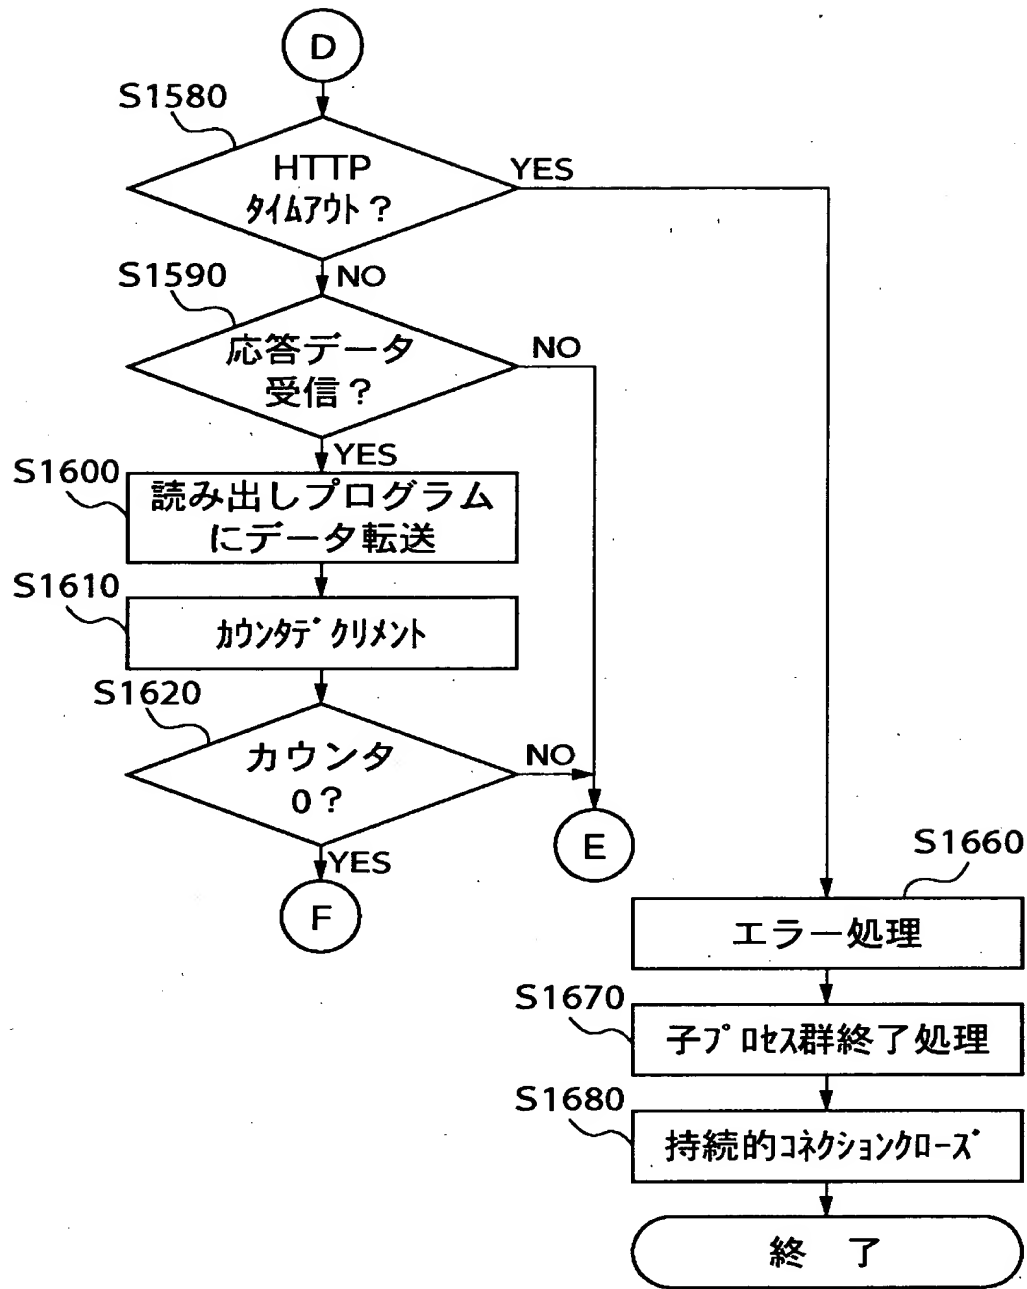 D
S1580
HTTP
タイムアウト？
YES
S1590
NO
応答データ
受信？
NO
YES
S1600
読み出しプログラム
にデータ転送
S1610
カウンタデクリメント
S1620
カウンタ
0？
NO
E
YES
F
S1660
エラー処理
S1670
子プロセス群終了処理
S1680
持続的コネクションクローズ
終 了